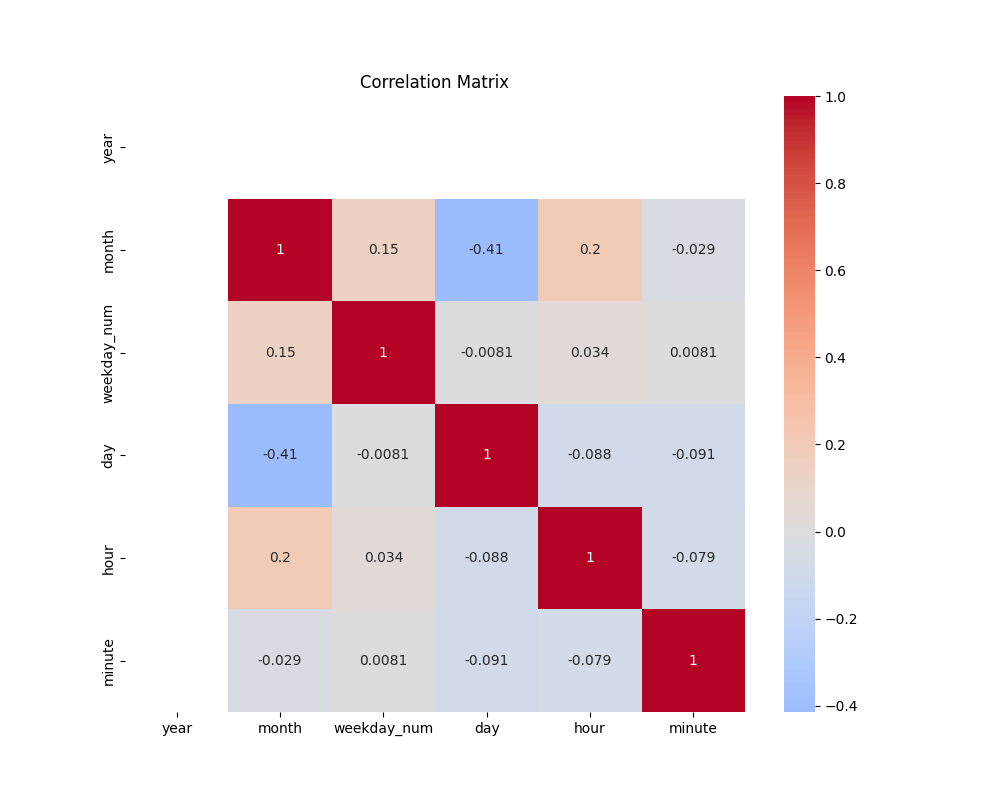 Correlation Matrix
year
month 1 0.15 -0.41 0.2 -0.029
weekday_num 0.15 1 -0.0081 0.034 0.0081
day -0.41 -0.0081 1 -0.088 -0.091
hour 0.2 0.034 -0.088 1 -0.079
minute -0.029 0.0081 -0.091 -0.079 1
year month weekday_num day hour minute
1.0
0.8
0.6
0.4
0.2
0.0
−0.2
−0.4